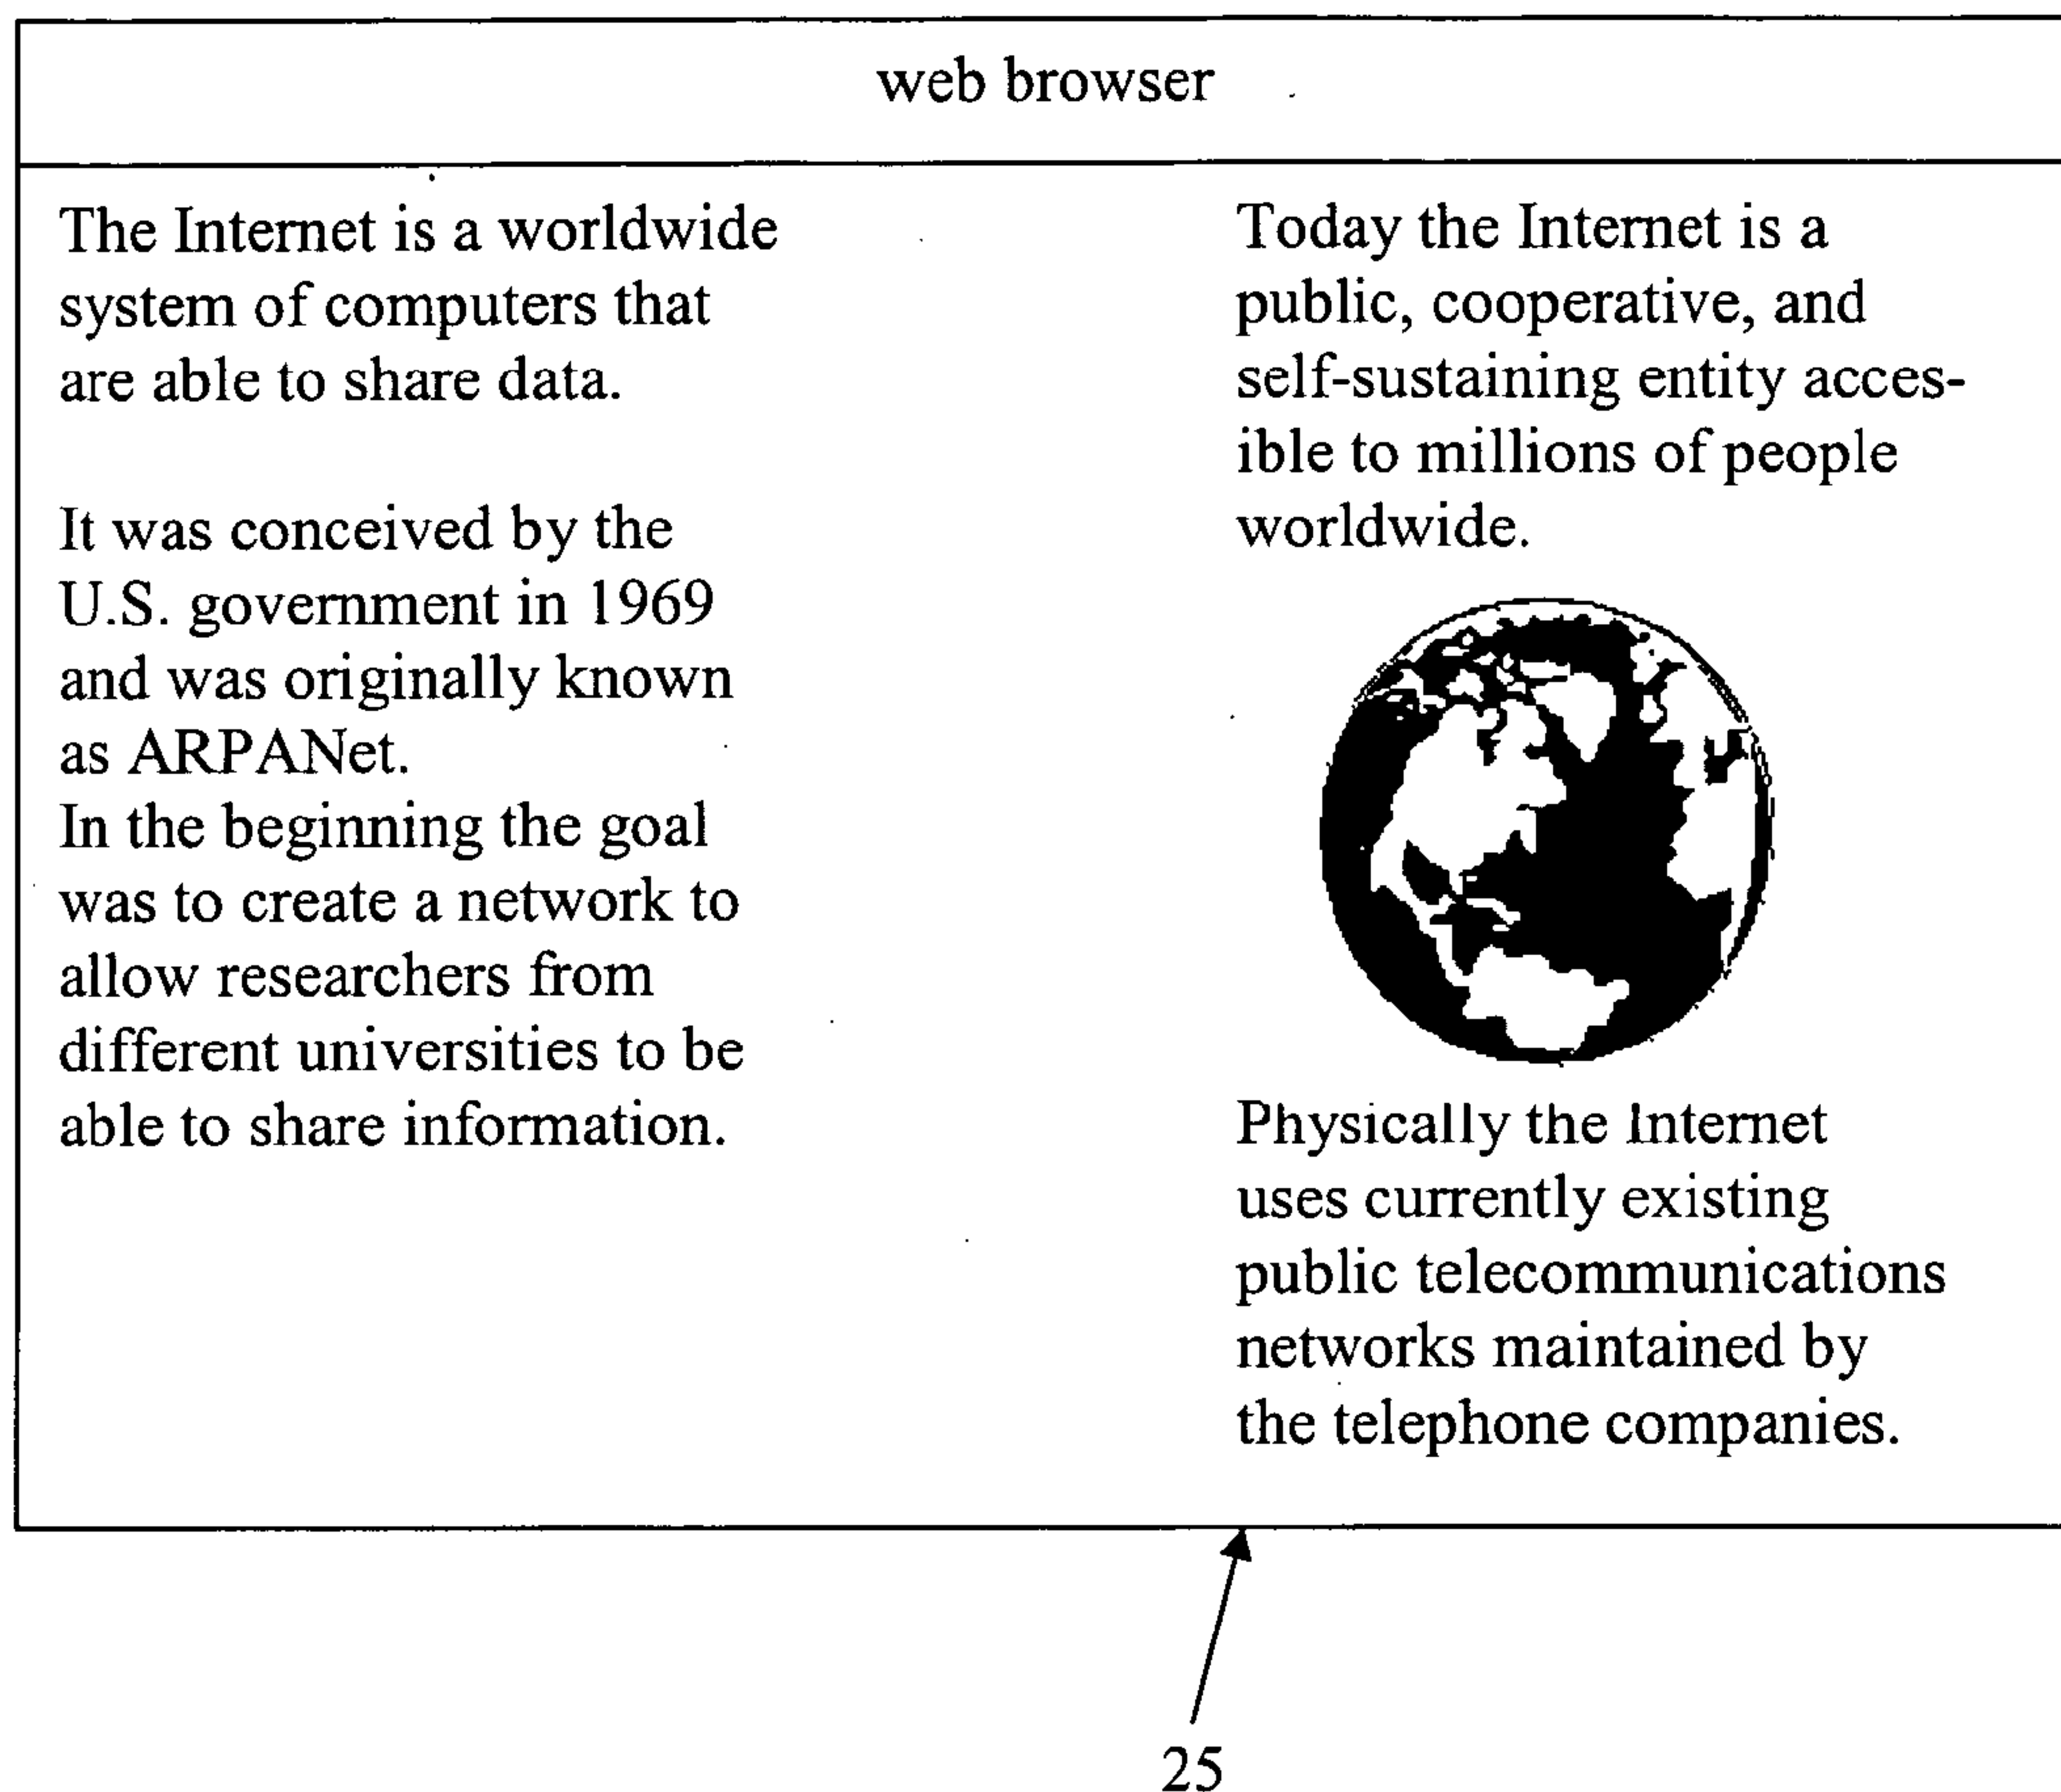 web browser
The Internet is a worldwide
system of computers that
are able to share data.
It was conceived by the
U.S. government in 1969
and was originally known
as ARPANet.
In the beginning the goal
was to create a network to
allow researchers from
different universities to be
able to share information.
Today the Internet is a
public, cooperative, and
self-sustaining entity acces-
ible to millions of people
worldwide.
Physically the Internet
uses currently existing
public telecommunications
networks maintained by
the telephone companies.
25